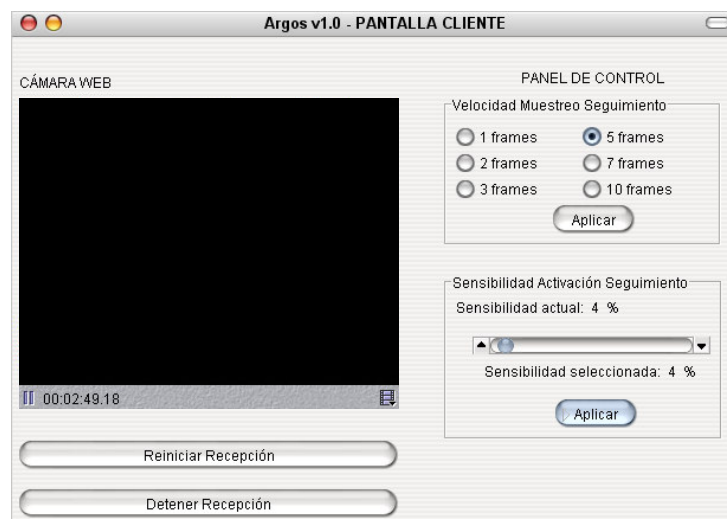 Argos v1.0 - PANTALLA CLIENTE
CÁMARA WEB
PANEL DE CONTROL
Velocidad Muestreo Seguimiento
1 frames
5 frames
2 frames
7 frames
3 frames
10 frames
Aplicar
Sensibilidad Activación Seguimiento
Sensibilidad actual: 4 %
Sensibilidad seleccionada: 4 %
Aplicar
00:02:49.18
Reiniciar Recepción
Detener Recepción